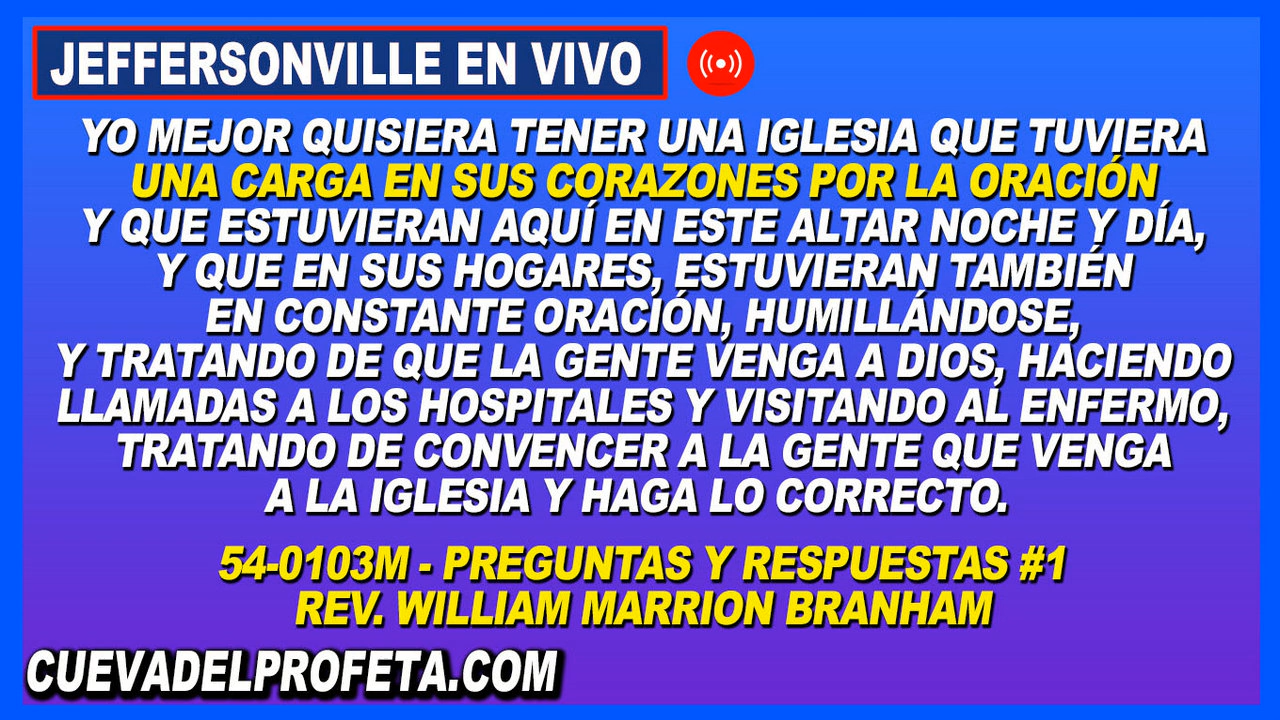 JEFFERSONVILLE EN VIVO
YO MEJOR QUISIERA TENER UNA IGLESIA QUE TUVIERA
UNA CARGA EN SUS CORAZONES POR LA ORACIÓN
Y QUE ESTUVIERAN AQUÍ EN ESTE ALTAR NOCHE Y DÍA,
Y QUE EN SUS HOGARES, ESTUVIERAN TAMBIÉN
EN CONSTANTE ORACIÓN, HUMILLÁNDOSE,
Y TRATANDO DE QUE LA GENTE VENGA A DIOS, HACIENDO
LLAMADAS A LOS HOSPITALES Y VISITANDO AL ENFERMO,
TRATANDO DE CONVENCER A LA GENTE QUE VENGA
A LA IGLESIA Y HAGA LO CORRECTO.
54-0103M - PREGUNTAS Y RESPUESTAS #1
REV. WILLIAM MARRION BRANHAM
CUEVADELPROFETA.COM